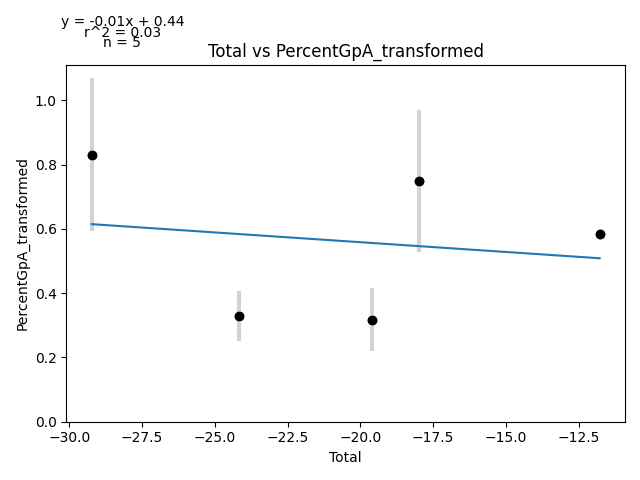 y = -0.01x + 0.44
r^2 = 0.03
n = 5
Total vs PercentGpA_transformed
PercentGpA_transformed
1.0
0.8
0.6
0.4
0.2
0.0
−30.0 −27.5 −25.0 −22.5 −20.0 −17.5 −15.0 −12.5
Total